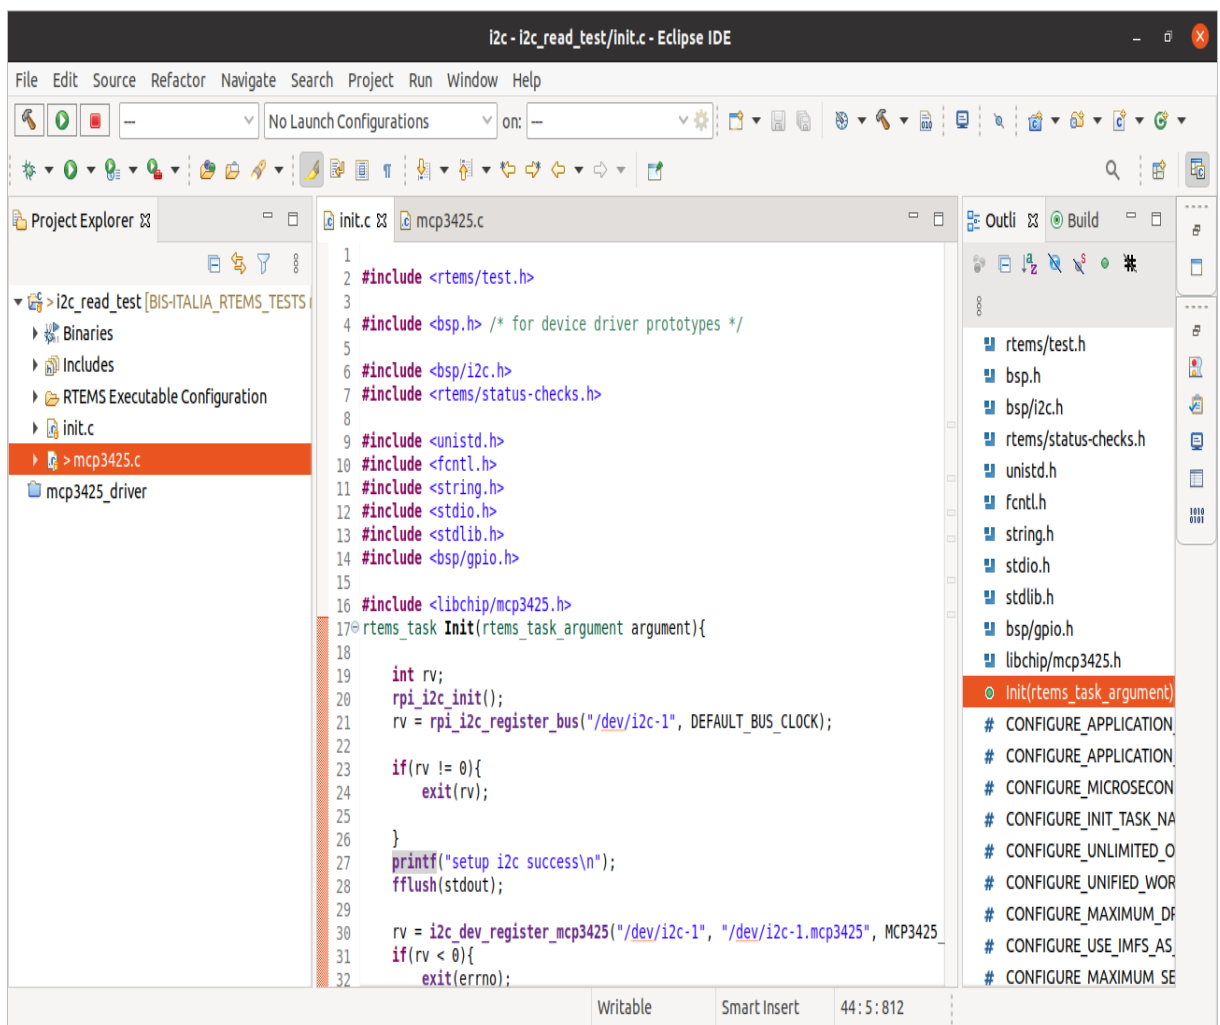 i2c - i2c_read_test/init.c - Eclipse IDE
File Edit Source Refactor Navigate Search Project Run Window Help
--- No Launch Configurations on: ---
Project Explorer
i2c_read_test [BIS-ITALIA_RTEMS_TESTS
Binaries
Includes
RTEMS Executable Configuration
init.c
> mcp3425.c
mcp3425_driver
init.c mcp3425.c
1
2 #include <rtems/test.h>
3
4 #include <bsp.h> /* for device driver prototypes */
5
6 #include <bsp/i2c.h>
7 #include <rtems/status-checks.h>
8
9 #include <unistd.h>
10 #include <fcntl.h>
11 #include <string.h>
12 #include <stdio.h>
13 #include <stdlib.h>
14 #include <bsp/gpio.h>
15
16 #include <libchip/mcp3425.h>
17 rtems_task Init(rtems_task_argument argument){
18
19 int rv;
20 rpi_i2c_init();
21 rv = rpi_i2c_register_bus("/dev/i2c-1", DEFAULT_BUS_CLOCK);
22
23 if(rv != 0){
24 exit(rv);
25
26 }
27 printf("setup i2c success\n");
28 fflush(stdout);
29
30 rv = i2c_dev_register_mcp3425("/dev/i2c-1", "/dev/i2c-1.mcp3425", MCP3425_
31 if(rv < 0){
32 exit(errno);
Outli Build
rtems/test.h
bsp.h
bsp/i2c.h
rtems/status-checks.h
unistd.h
fcntl.h
string.h
stdio.h
stdlib.h
bsp/gpio.h
libchip/mcp3425.h
Init(rtems_task_argument)
# CONFIGURE_APPLICATION_
# CONFIGURE_APPLICATION_
# CONFIGURE_MICROSECON
# CONFIGURE_INIT_TASK_NA
# CONFIGURE_UNLIMITED_O
# CONFIGURE_UNIFIED_WOR
# CONFIGURE_MAXIMUM_DR
# CONFIGURE_USE_IMFS_AS_
# CONFIGURE_MAXIMUM_SE
Writable Smart Insert 44 : 5 : 812